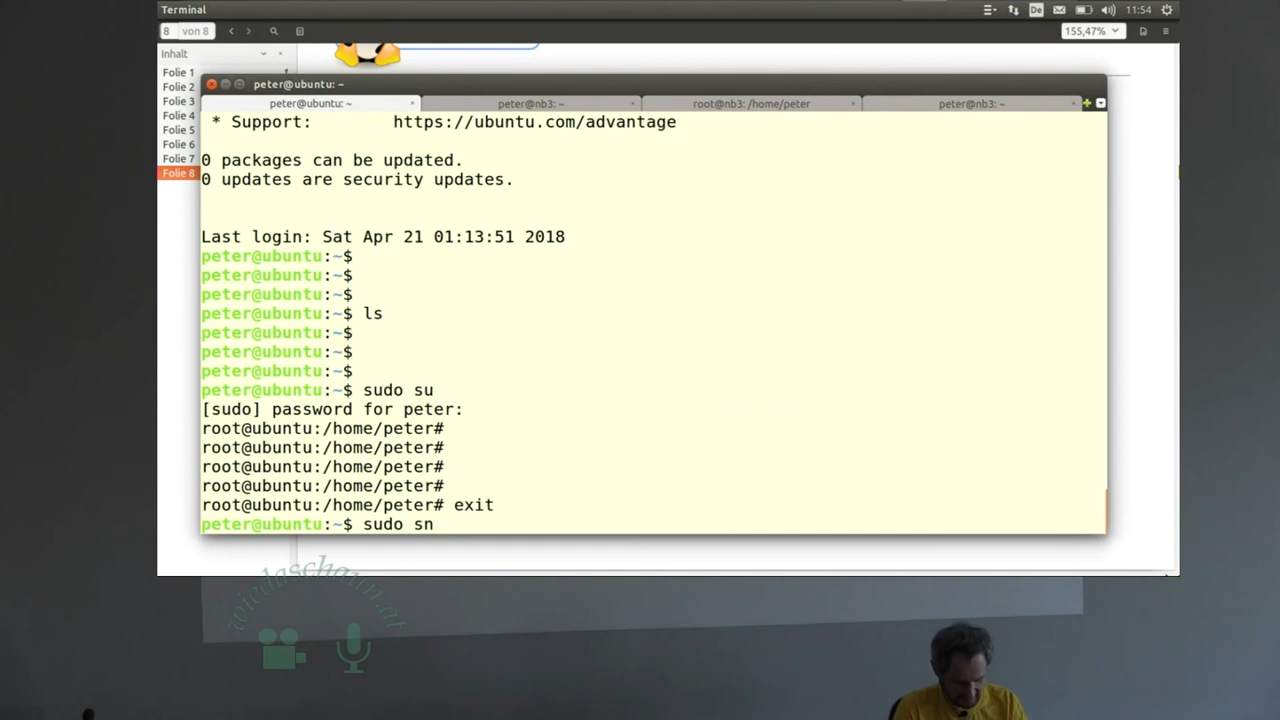 Terminal
De
11:54
8 von 8
155,47%
Inhalt
Folie 1
1
Folie 2
Folie 3
Folie 4
Folie 5
Folie 6
Folie 7
Folie 8
peter@ubuntu: ~
peter@ubuntu: ~
peter@nb3: ~
root@nb3: /home/peter
peter@nb3: ~
* Support: https://ubuntu.com/advantage
0 packages can be updated.
0 updates are security updates.
Last login: Sat Apr 21 01:13:51 2018
peter@ubuntu:~$
peter@ubuntu:~$
peter@ubuntu:~$
peter@ubuntu:~$ ls
peter@ubuntu:~$
peter@ubuntu:~$
peter@ubuntu:~$
peter@ubuntu:~$ sudo su
[sudo] password for peter:
root@ubuntu:/home/peter#
root@ubuntu:/home/peter#
root@ubuntu:/home/peter#
root@ubuntu:/home/peter#
root@ubuntu:/home/peter# exit
peter@ubuntu:~$ sudo sn
wiedaschaun.at